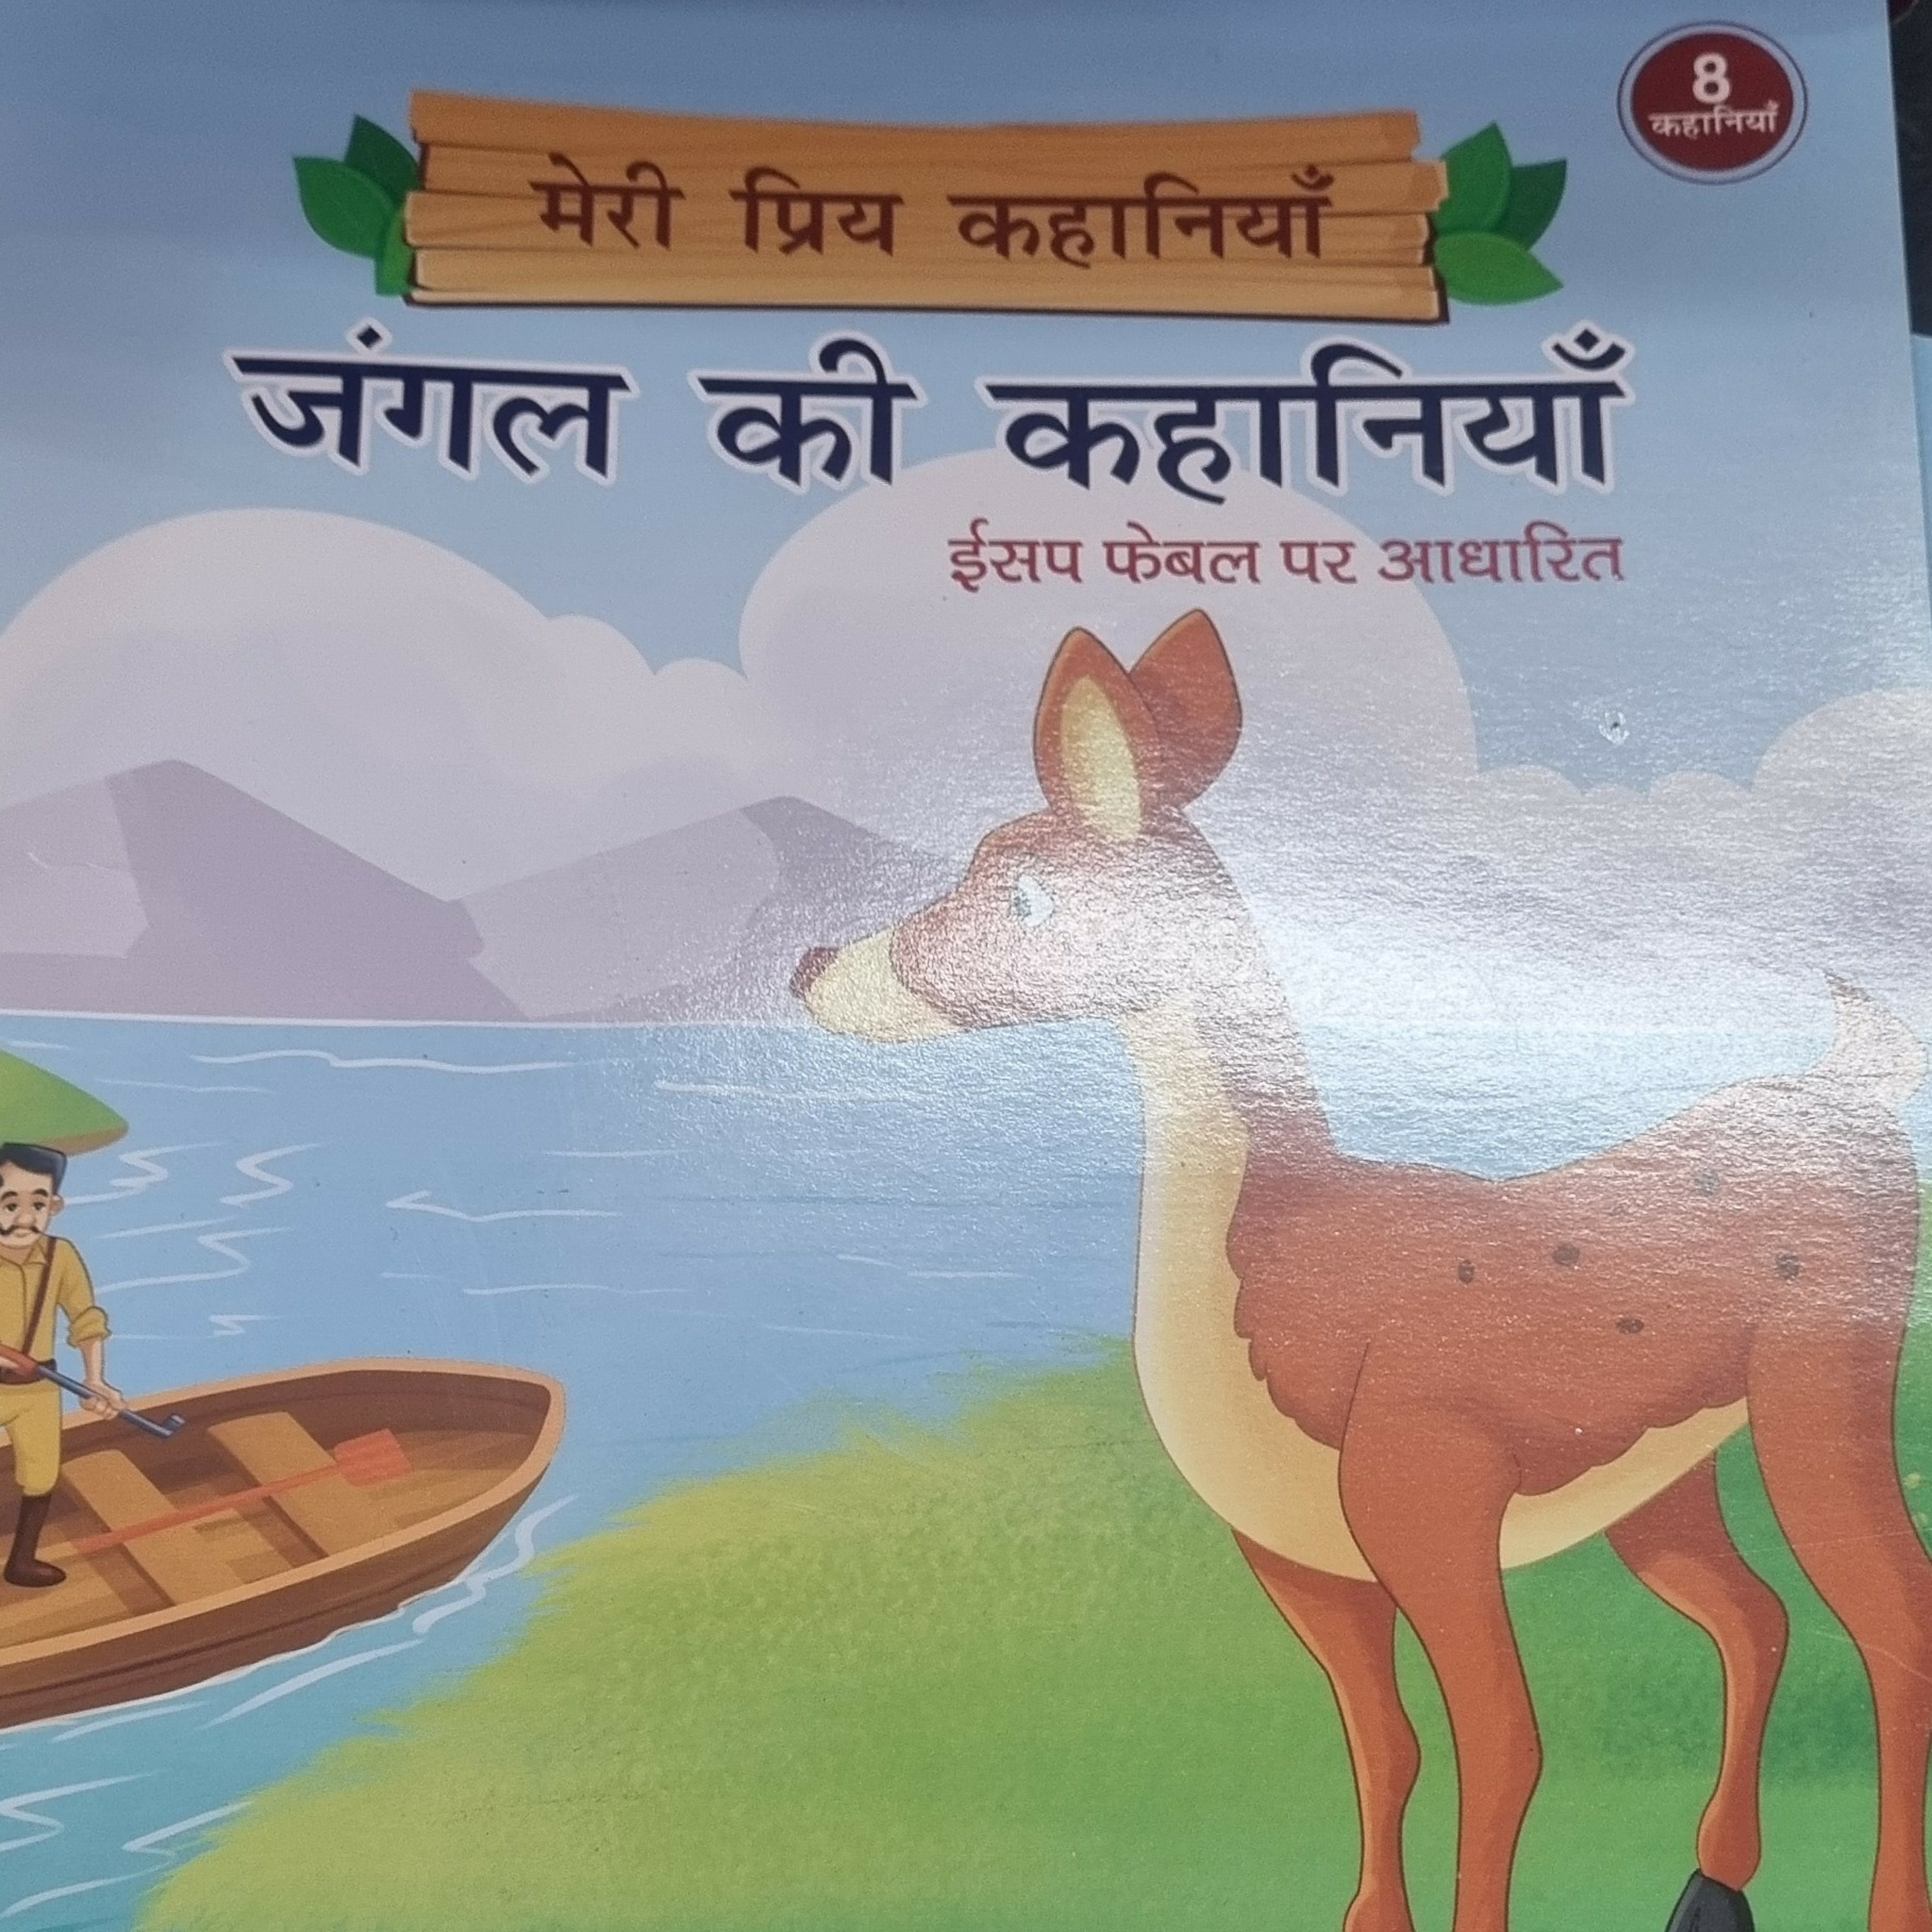 8
कहानियाँ
मेरी प्रिय कहानियाँ
जंगल की कहानियाँ
ईसप फेबल पर आधारित